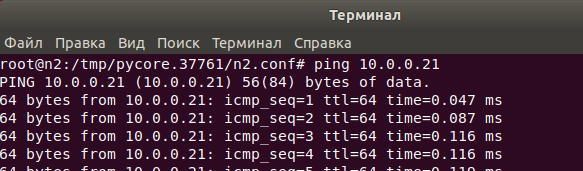 Терминал
Файл Правка Вид Поиск Терминал Справка
root@n2:/tmp/pycore.37761/n2.conf# ping 10.0.0.21
PING 10.0.0.21 (10.0.0.21) 56(84) bytes of data.
64 bytes from 10.0.0.21: icmp_seq=1 ttl=64 time=0.047 ms
64 bytes from 10.0.0.21: icmp_seq=2 ttl=64 time=0.087 ms
64 bytes from 10.0.0.21: icmp_seq=3 ttl=64 time=0.116 ms
64 bytes from 10.0.0.21: icmp_seq=4 ttl=64 time=0.116 ms